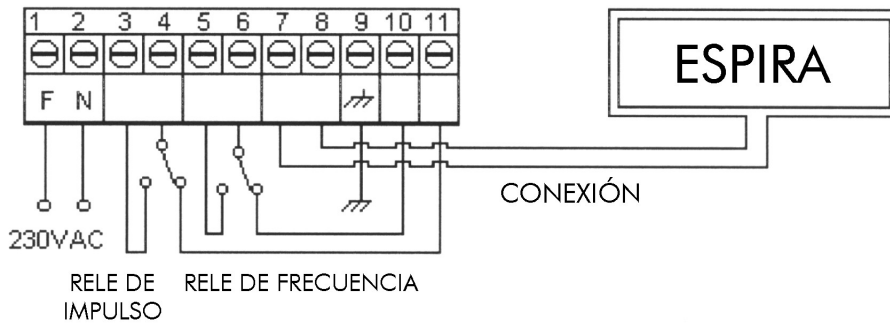 1 2 3 4 5 6 7 8 9 10 11
F N
ESPIRA
CONEXIÓN
230VAC
RELE DE IMPULSO
RELE DE FRECUENCIA